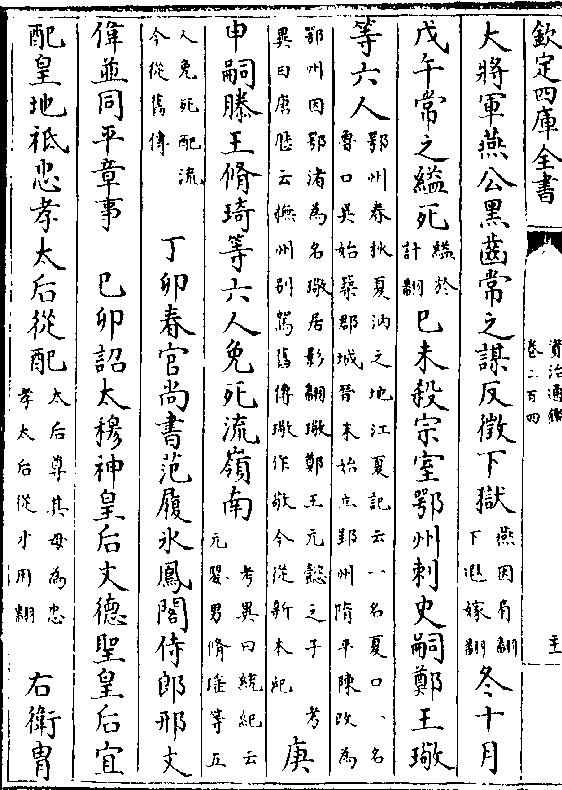 欽定四庫全書
資治通鑑
卷二百四
大將軍燕公黑齒常之謀反徵下獄燕因肩翻下遐嫁翻冬十月
戊午常之縊死縊於計翻己未殺宗室鄂州刺史嗣鄭王璥
等六人鄂州春秋夏汭之地江夏記云一名夏口一名魯口吳始築郡城晉末始立郢州隋平陳改為
鄂州因鄂渚為名璥居影翻璥鄭王元懿之子 考異曰唐歷云撫州別駕舊傳璥作敬今從新本紀 庚
申嗣滕王脩琦等六人免死流嶺南考異曰統紀云元嬰男脩瑤等五
人免死配流今從舊傳 丁卯春官尚書范履冰鳳閣侍郎邢文
偉並同平章事 己卯詔太穆神皇后文德聖皇后宜
配皇地祇忠孝太后從配太后尊其母為忠孝太后從才用翻 右衛冑